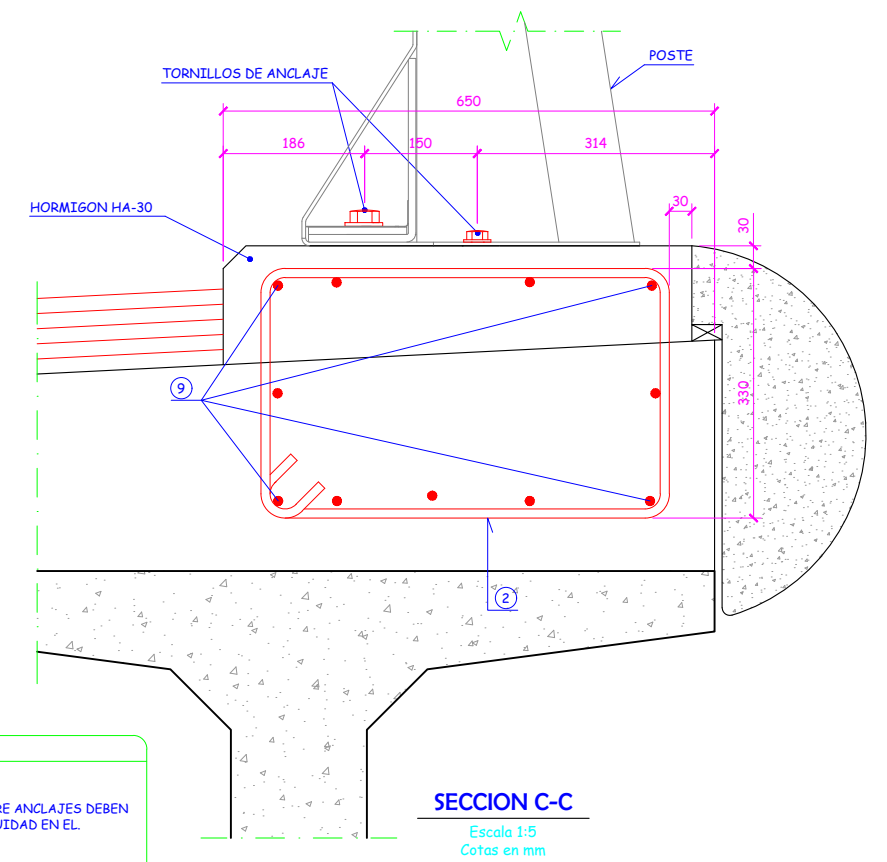 TORNILLOS DE ANCLAJE
POSTE
650
186
150
314
HORMIGON HA-30
30
30
9
330
2
RE ANCLAJES DEBEN
UIDAD EN EL.
SECCION C-C
Escala 1:5
Cotas en mm